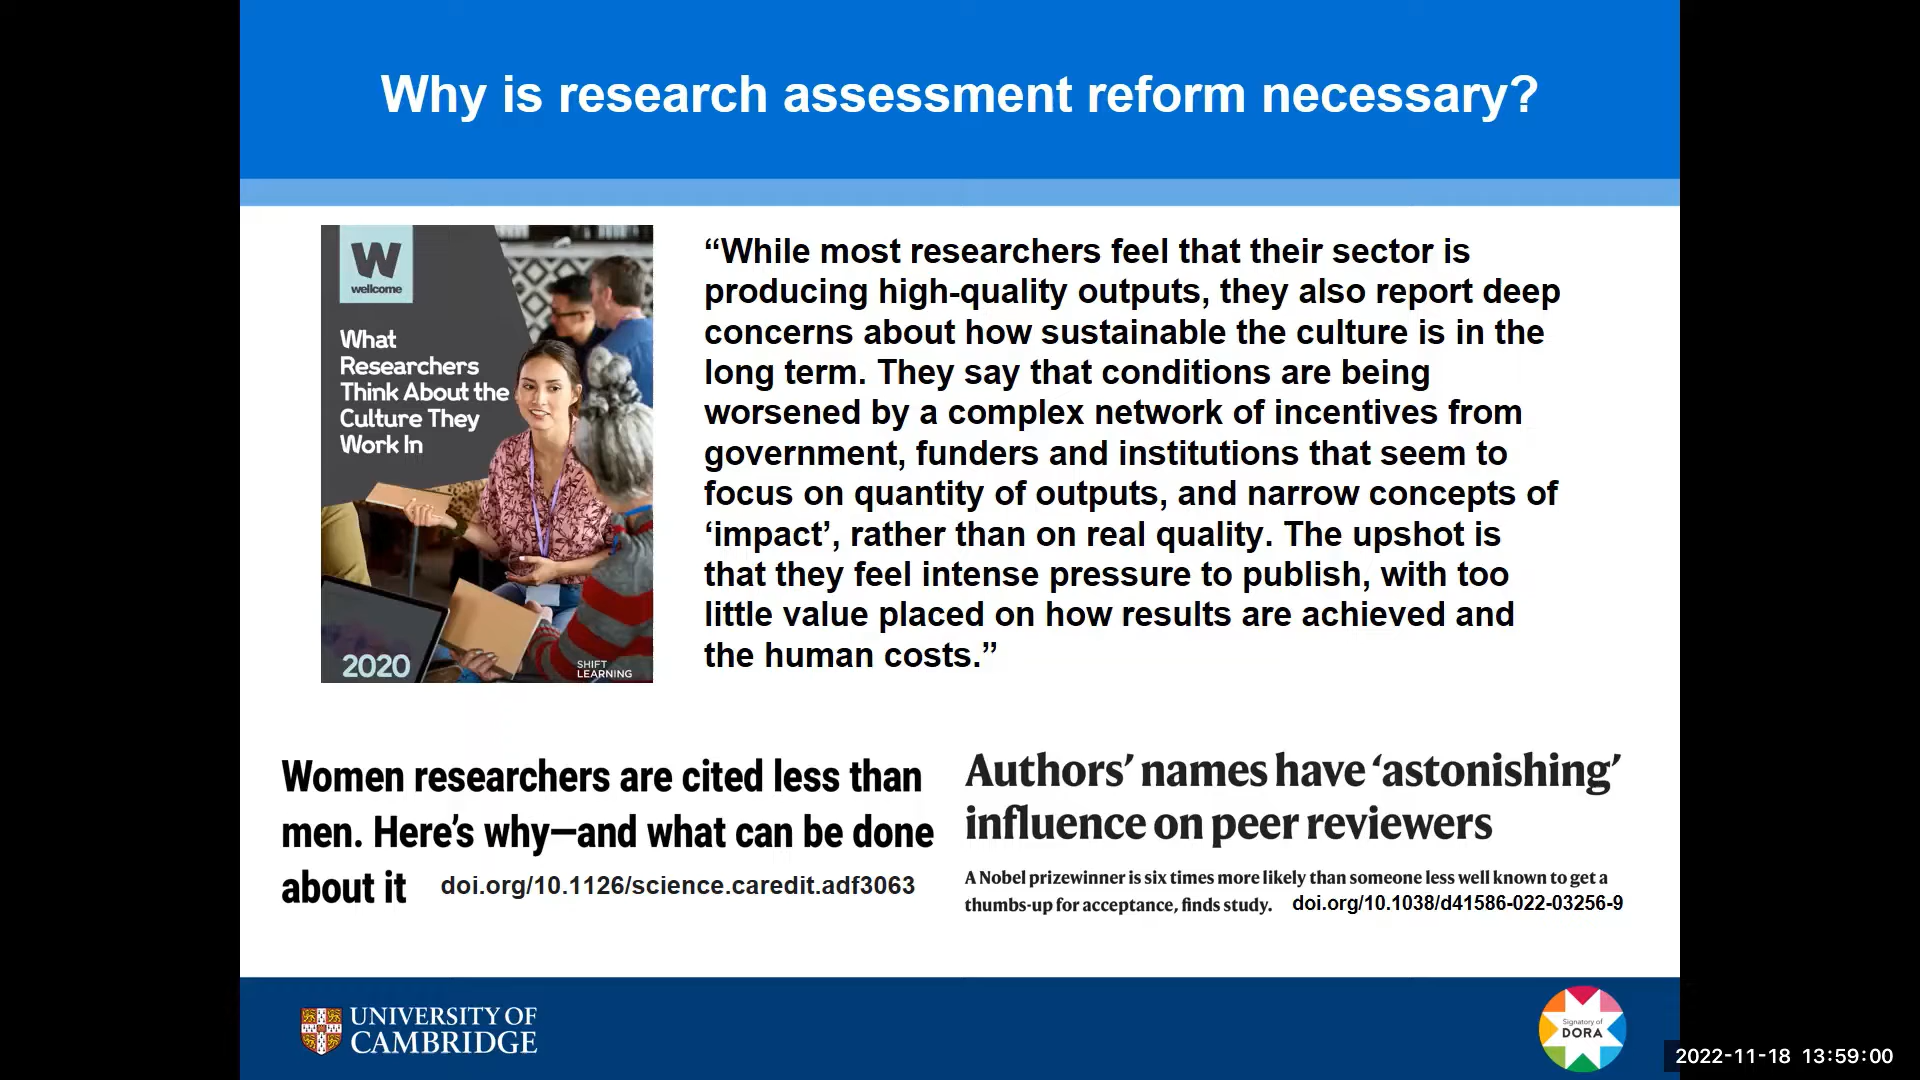 Why is research assessment reform necessary?
W
wellcome
What
Researchers
Think About the
Culture They
Work In
2020
SHIFT
LEARNING
“While most researchers feel that their sector is
producing high-quality outputs, they also report deep
concerns about how sustainable the culture is in the
long term. They say that conditions are being
worsened by a complex network of incentives from
government, funders and institutions that seem to
focus on quantity of outputs, and narrow concepts of
‘impact’, rather than on real quality. The upshot is
that they feel intense pressure to publish, with too
little value placed on how results are achieved and
the human costs.”
Women researchers are cited less than
men. Here’s why—and what can be done
about it doi.org/10.1126/science.caredit.adf3063
Authors’ names have ‘astonishing’
influence on peer reviewers
A Nobel prizewinner is six times more likely than someone less well known to get a
thumbs-up for acceptance, finds study. doi.org/10.1038/d41586-022-03256-9
UNIVERSITY OF
CAMBRIDGE
Signatory of
DORA
2022-11-18 13:59:00